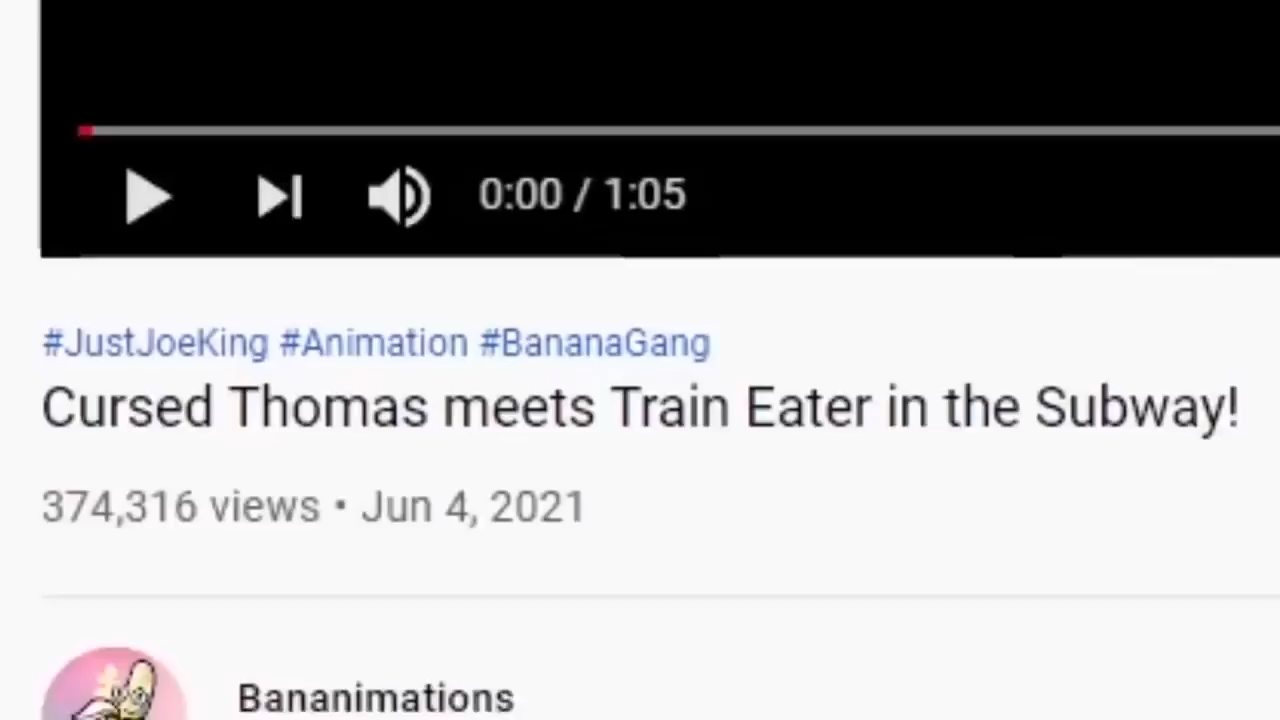 0:00 / 1:05
#JustJoeKing #Animation #BananaGang
Cursed Thomas meets Train Eater in the Subway!
374,316 views • Jun 4, 2021
Bananimations